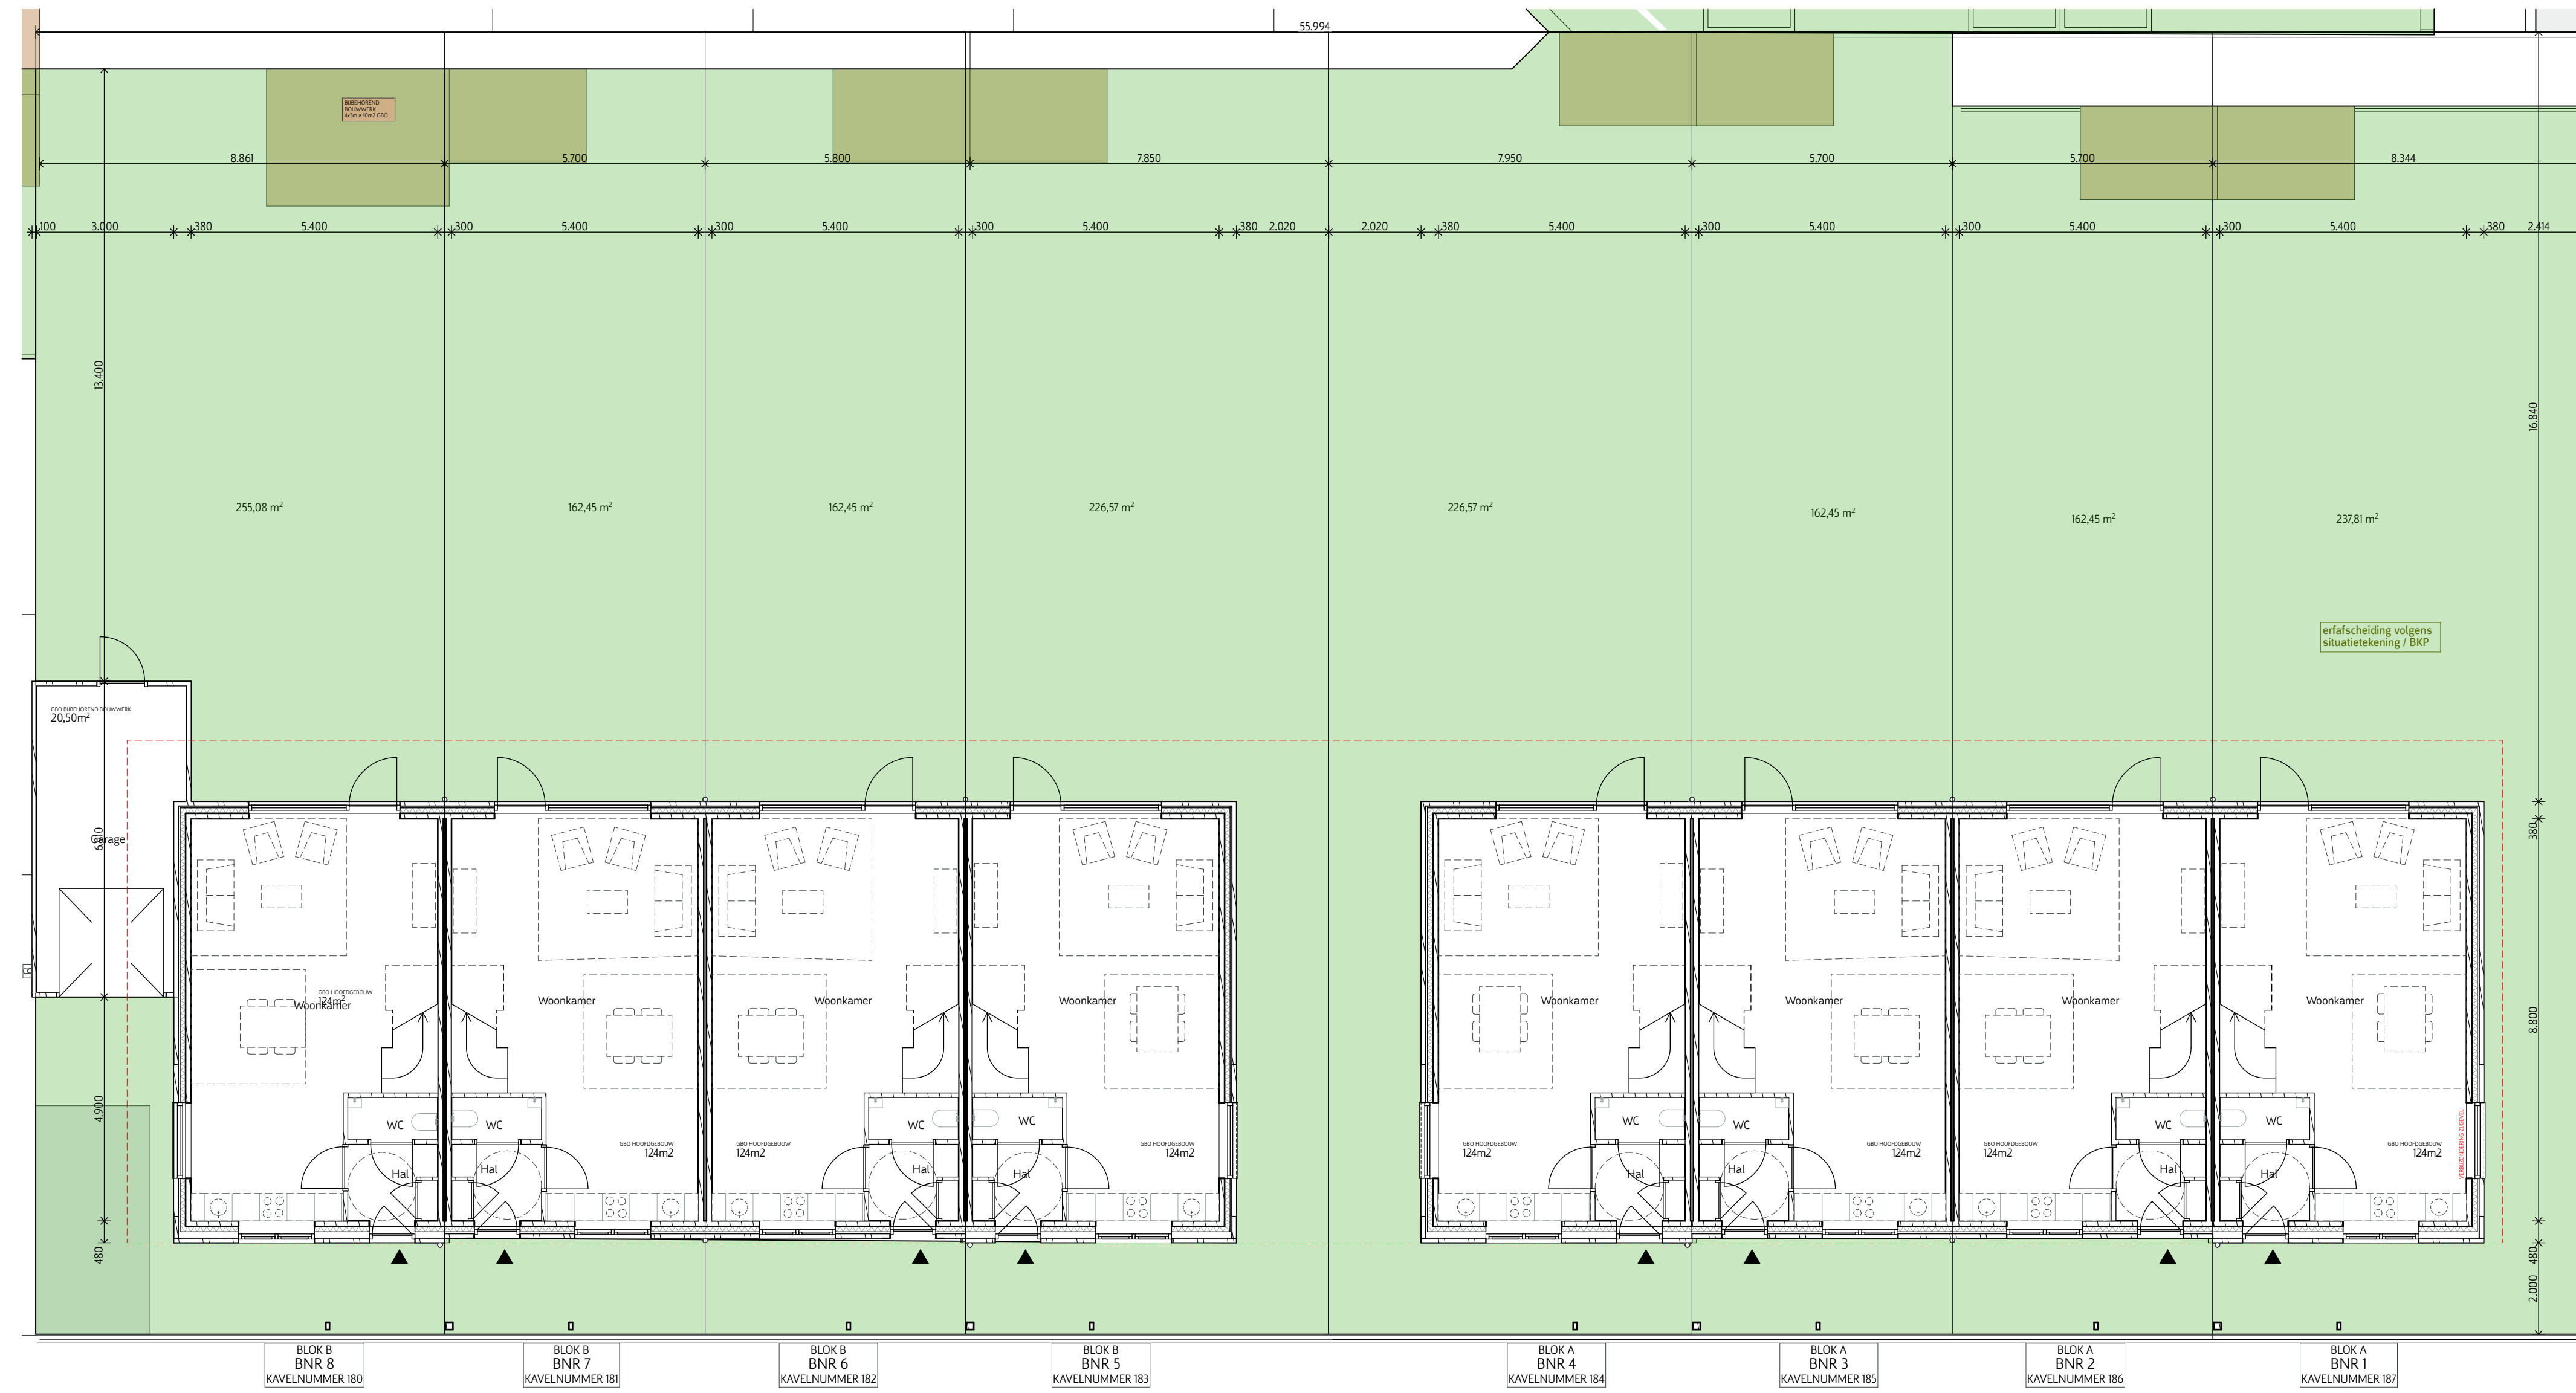 55.994
BIJBEHOREND
BOUWWERK
4x3m a 10m2 GBO
8.861 5.700 5.800 7.850 7.950 5.700 5.700 8.344
100 3.000 380 5.400 300 5.400 300 5.400 300 5.400 380 2.020 2.020 380 5.400 300 5.400 300 5.400 300 5.400 380 2.414
13.400
16.840
255,08 m²
162,45 m²
162,45 m²
226,57 m²
226,57 m²
162,45 m²
162,45 m²
237,81 m²
erfafscheiding volgens
situatietekening / BKP
GBO BIJBEHOREND BOUWWERK
20,50m²
Garage
380
8.800
GBO HOOFDGEBOUW
124m²
Woonkamer
Woonkamer
Woonkamer
Woonkamer
Woonkamer
Woonkamer
Woonkamer
Woonkamer
4.900
WC
WC
WC
WC
WC
WC
WC
WC
GBO HOOFDGEBOUW
124m2
GBO HOOFDGEBOUW
124m2
GBO HOOFDGEBOUW
124m2
GBO HOOFDGEBOUW
124m2
GBO HOOFDGEBOUW
124m2
GBO HOOFDGEBOUW
124m2
GBO HOOFDGEBOUW
124m2
Hal
Hal
Hal
Hal
Hal
Hal
Hal
Hal
480
480
2.000
BLOK B
BNR 8
KAVELNUMMER 180
BLOK B
BNR 7
KAVELNUMMER 181
BLOK B
BNR 6
KAVELNUMMER 182
BLOK B
BNR 5
KAVELNUMMER 183
BLOK A
BNR 4
KAVELNUMMER 184
BLOK A
BNR 3
KAVELNUMMER 185
BLOK A
BNR 2
KAVELNUMMER 186
BLOK A
BNR 1
KAVELNUMMER 187